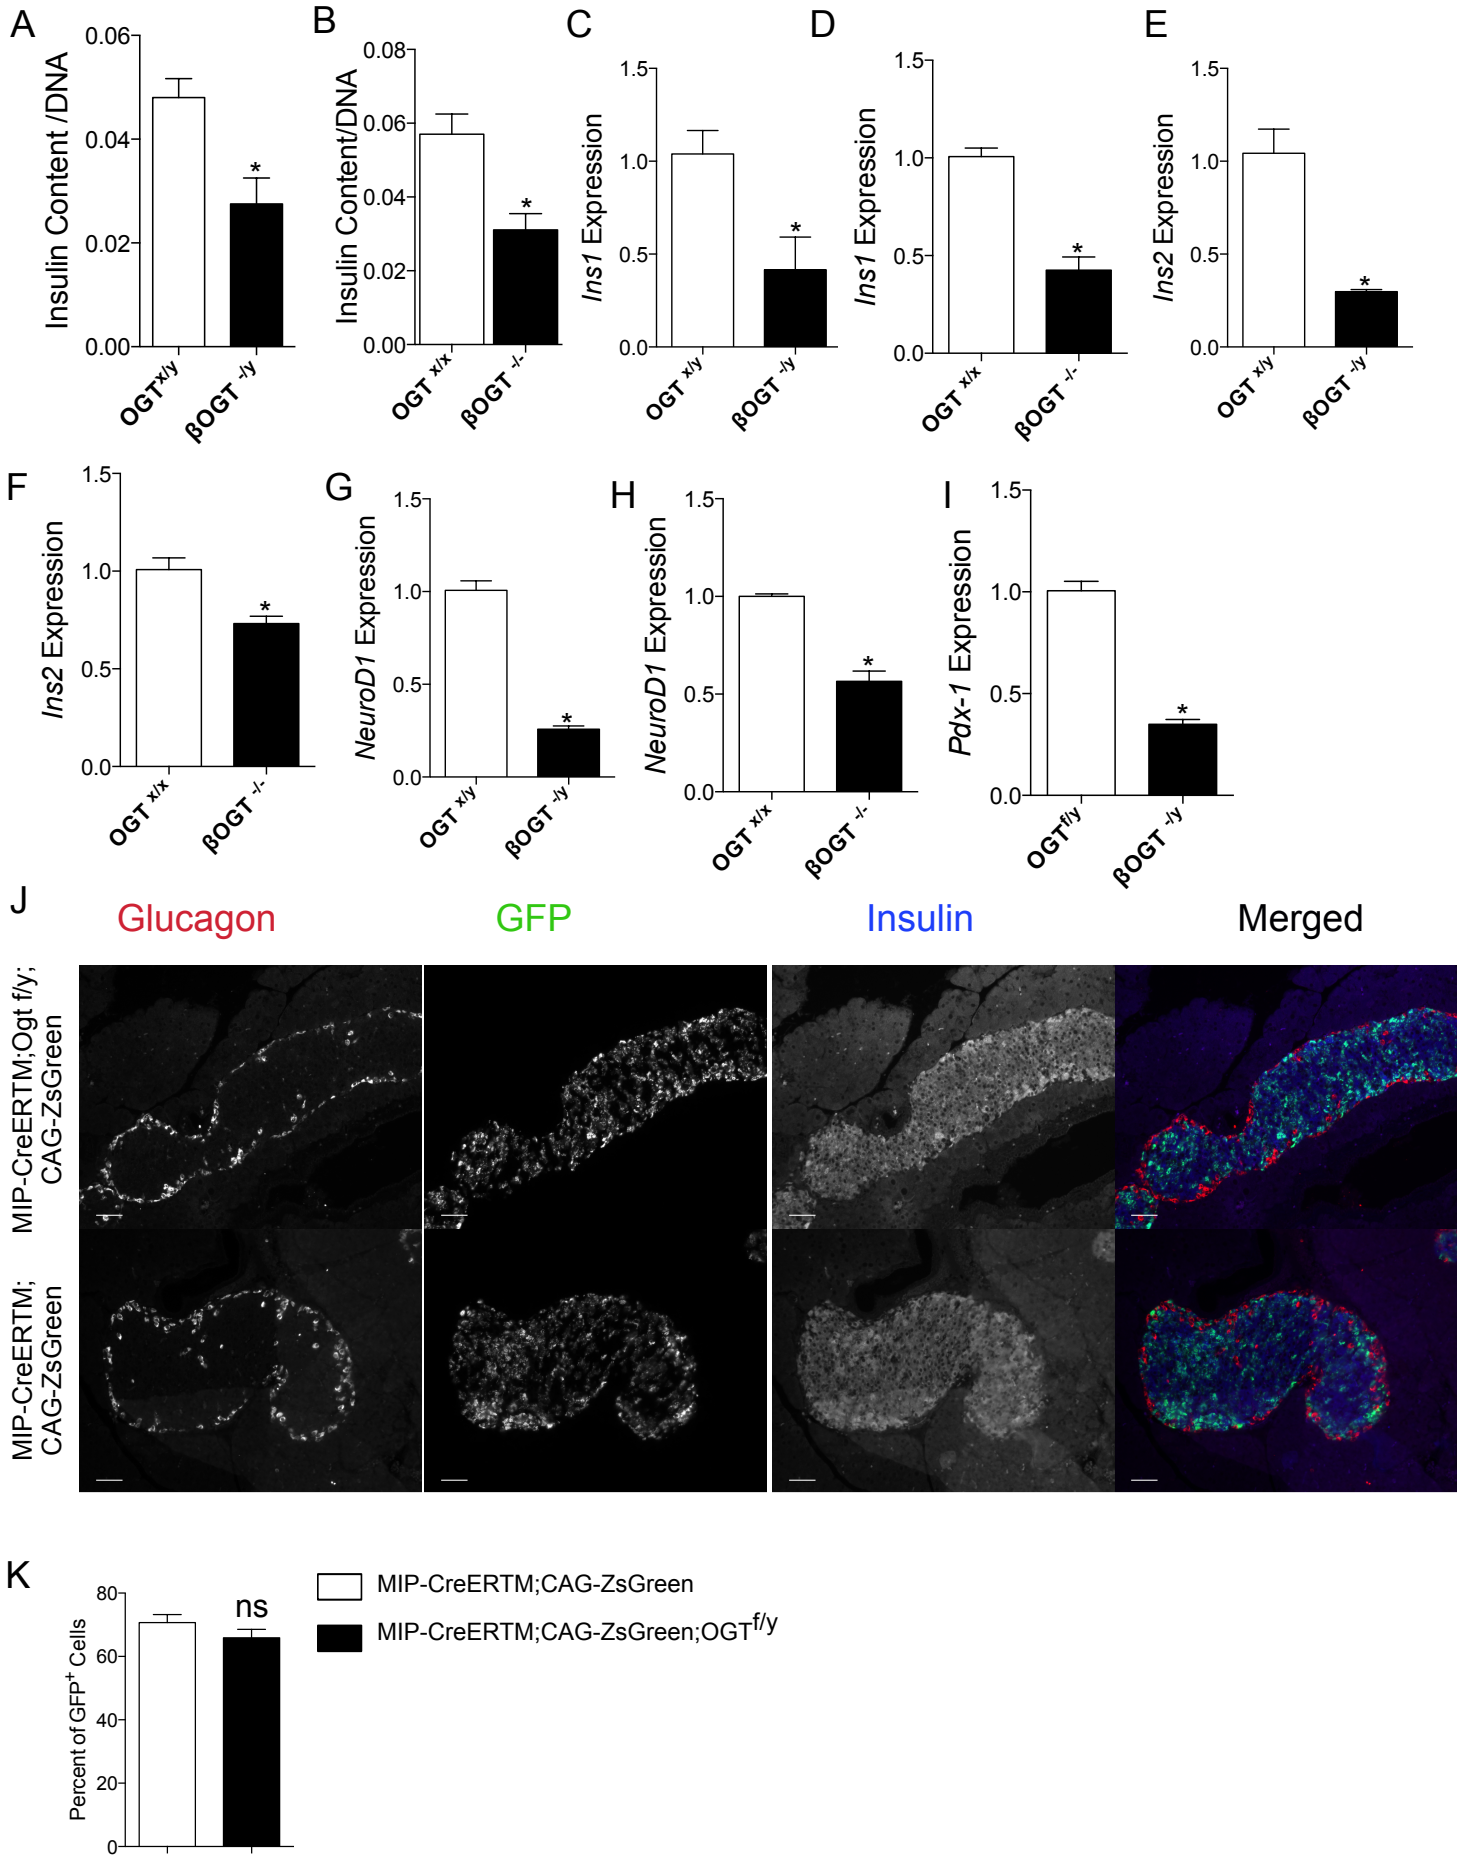 A
Insulin Content /DNA
0.06
0.04
0.02
0.00
OGTx/y
βOGT -/y
B
Insulin Content/DNA
0.08
0.06
0.04
0.02
0.00
OGT x/x
βOGT -/-
C
Ins1 Expression
1.5
1.0
0.5
0.0
*
OGT x/y
βOGT -/y
D
Ins1 Expression
1.5
1.0
0.5
0.0
*
OGT x/x
βOGT -/-
E
Ins2 Expression
1.5
1.0
0.5
0.0
*
OGT x/y
βOGT -/y
F
Ins2 Expression
1.5
1.0
0.5
0.0
*
OGT x/x
βOGT -/-
G
NeuroD1 Expression
1.5
1.0
0.5
0.0
*
OGT x/y
βOGT -/y
H
NeuroD1 Expression
1.5
1.0
0.5
0.0
*
OGT x/x
βOGT -/-
I
Pdx-1 Expression
1.5
1.0
0.5
0.0
*
OGTf/y
βOGT -/y
J
Glucagon
GFP
Insulin
Merged
MIP-CreERTM;Ogt f/y;
CAG-ZsGreen
MIP-CreERTM;
CAG-ZsGreen
K
Percent of GFP+ Cells
80
60
40
20
0
ns
MIP-CreERTM;CAG-ZsGreen
MIP-CreERTM;CAG-ZsGreen;OGTf/y